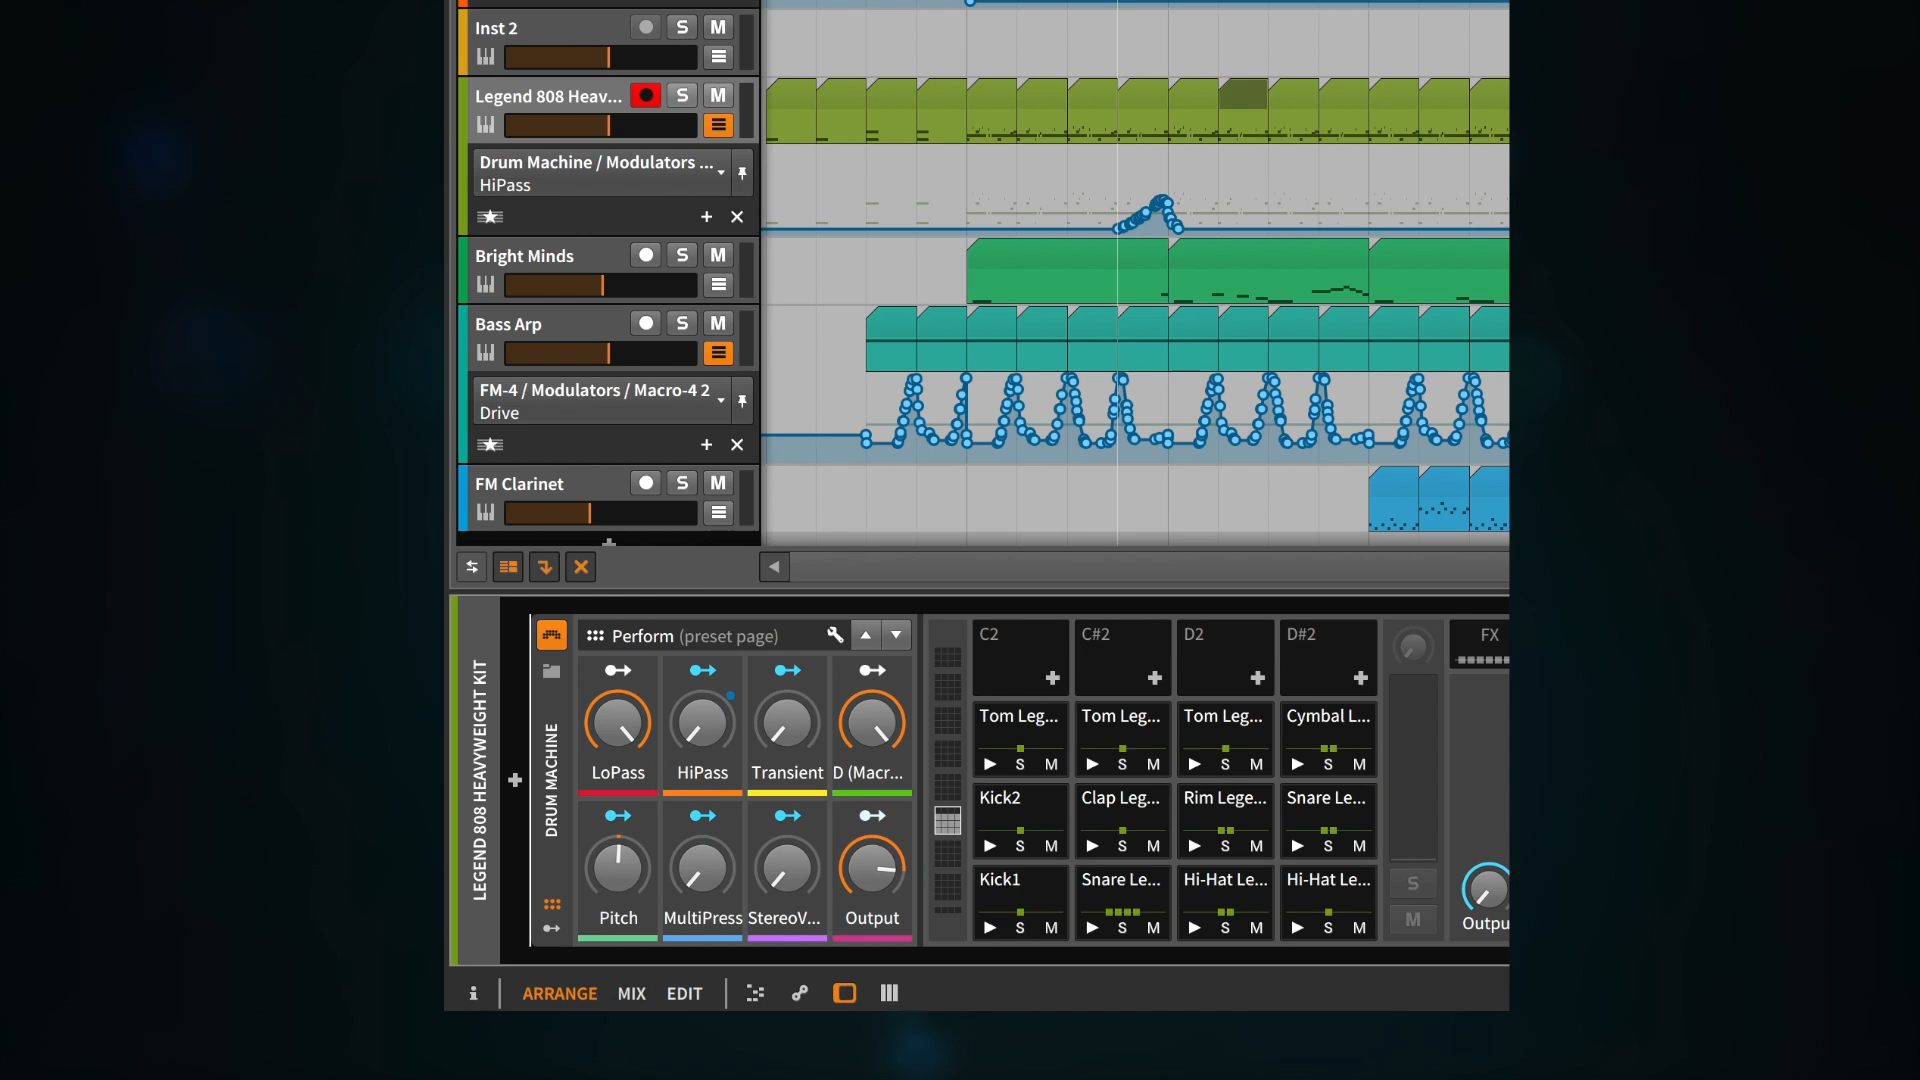 Inst 2
S M
Legend 808 Heav...
S M
Drum Machine / Modulators ...
HiPass
Bright Minds
S M
Bass Arp
S M
FM-4 / Modulators / Macro-4 2
Drive
FM Clarinet
S M
LEGEND 808 HEAVYWEIGHT KIT
DRUM MACHINE
Perform (preset page)
LoPass
HiPass
Transient
D (Macr...
Pitch
MultiPress
StereoV...
Output
C2
C#2
D2
D#2
Tom Leg...
Tom Leg...
Tom Leg...
Cymbal L...
S M
S M
S M
S M
Kick2
Clap Leg...
Rim Lege...
Snare Le...
S M
S M
S M
S M
Kick1
Snare Le...
Hi-Hat Le...
Hi-Hat Le...
S M
S M
S M
S M
S
M
FX
Outpu
i
ARRANGE MIX EDIT